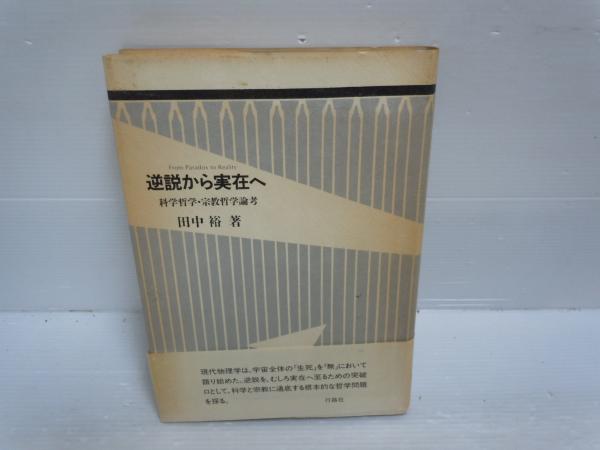 From Paradox to Reality
逆説から実在へ
科学哲学・宗教哲学論考
田中 裕 著
現代物理学は、宇宙全体の「生死」を「無」において
語り始めた。逆説を、むしろ実在へ至るための突破
口として、科学と宗教に通底する根本的な哲学問題
を探る。
行路社